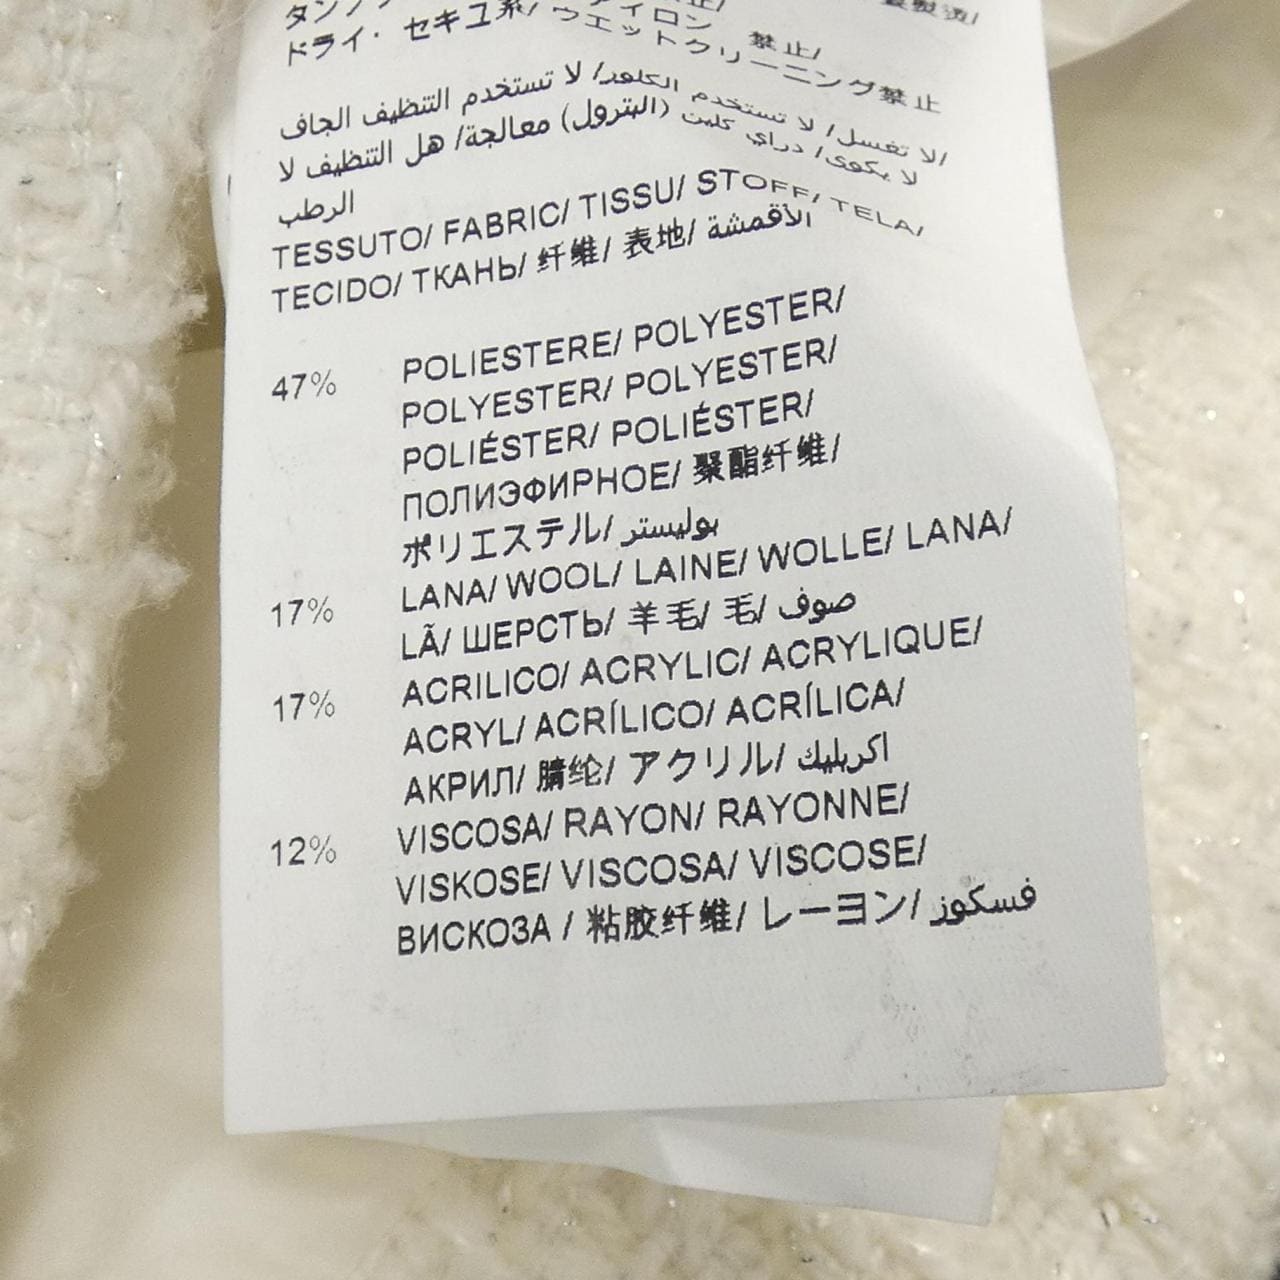 ドライ・セキユ系/ ウエットクリーニング禁止
لا تغسل/ لا تستخدم الكلور/ لا تستخدم التنظيف الجاف/
لا يكوى/ دراي كلين (البترول) معالجة/ هل التنظيف لا
الرطب
TESSUTO/ FABRIC/ TISSU/ STOFF/ TELA/
TECIDO/ ТКАНЬ/ 纤维/ 表地/ الأقمشة
47% POLIESTERE/ POLYESTER/
POLYESTER/ POLYESTER/
POLIÉSTER/ POLIÉSTER/
ПОЛИЭФИРНОЕ/ 聚酯纤维/
ポリエステル/ بوليستر
17% LANA/ WOOL/ LAINE/ WOLLE/ LANA/
LÃ/ ШЕРСТЬ/ 羊毛/ 毛/ صوف
17% ACRILICO/ ACRYLIC/ ACRYLIQUE/
ACRYL/ ACRÍLICO/ ACRÍLICA/
АКРИЛ/ 腈纶/ アクリル/ اكريليك
12% VISCOSA/ RAYON/ RAYONNE/
VISKOSE/ VISCOSA/ VISCOSE/
ВИСКОЗА / 粘胶纤维/ レーヨン/ فسكوز